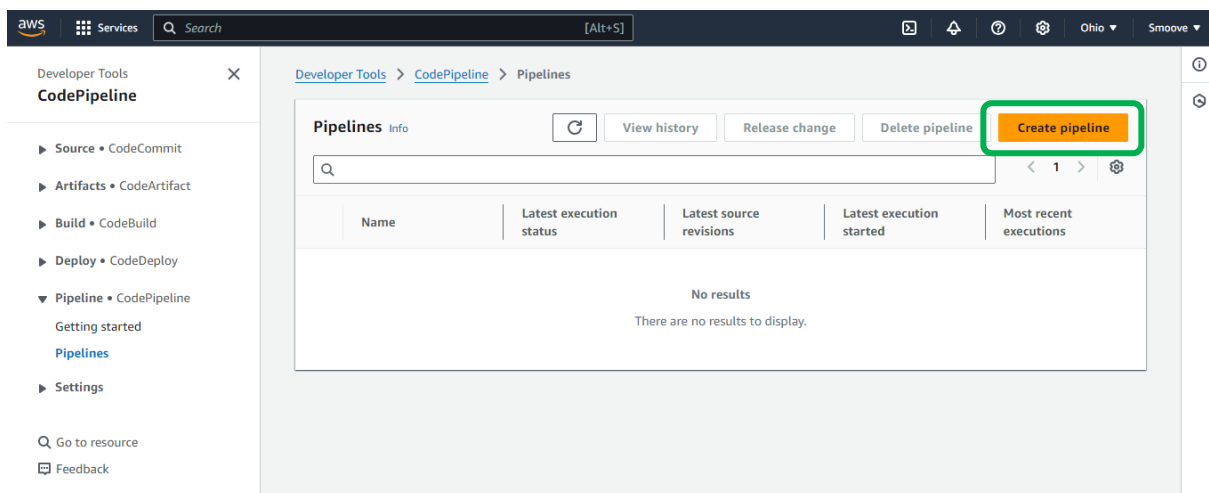 aws Services Search [Alt+S] Ohio Smoove
Developer Tools
CodePipeline
Source • CodeCommit
Artifacts • CodeArtifact
Build • CodeBuild
Deploy • CodeDeploy
Pipeline • CodePipeline
Getting started
Pipelines
Settings
Go to resource
Feedback
Developer Tools > CodePipeline > Pipelines
Pipelines Info View history Release change Delete pipeline Create pipeline
< 1 >
Name Latest execution status Latest source revisions Latest execution started Most recent executions
No results
There are no results to display.